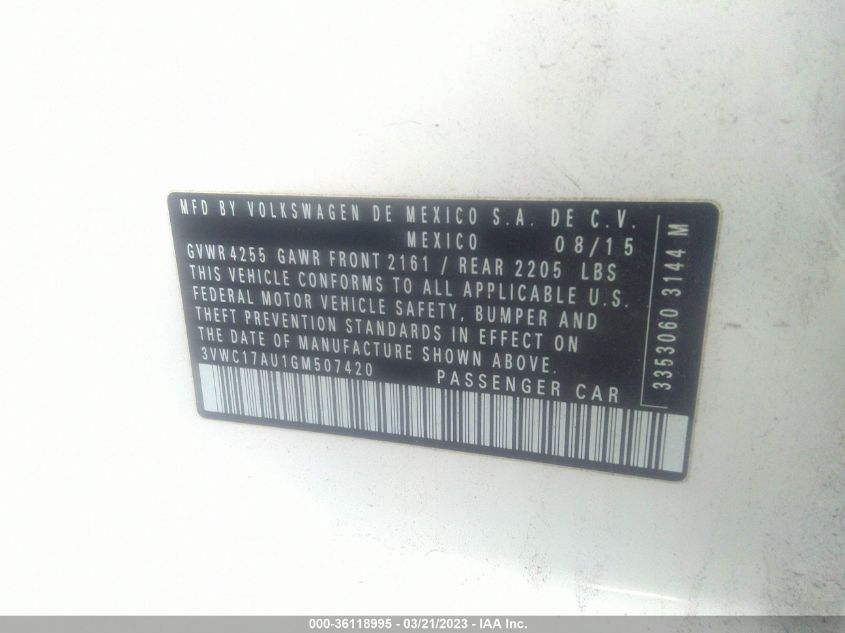 MFD BY VOLKSWAGEN DE MEXICO S.A. DE C.V.
MEXICO 08/15
GVWR 4255 GAWR FRONT 2161 / REAR 2205 LBS
THIS VEHICLE CONFORMS TO ALL APPLICABLE U.S.
FEDERAL MOTOR VEHICLE SAFETY, BUMPER AND
THEFT PREVENTION STANDARDS IN EFFECT ON
THE DATE OF MANUFACTURE SHOWN ABOVE.
3VWC17AU1GM507420 PASSENGER CAR
3353060 3144 M
000-36118995 - 03/21/2023 - IAA Inc.